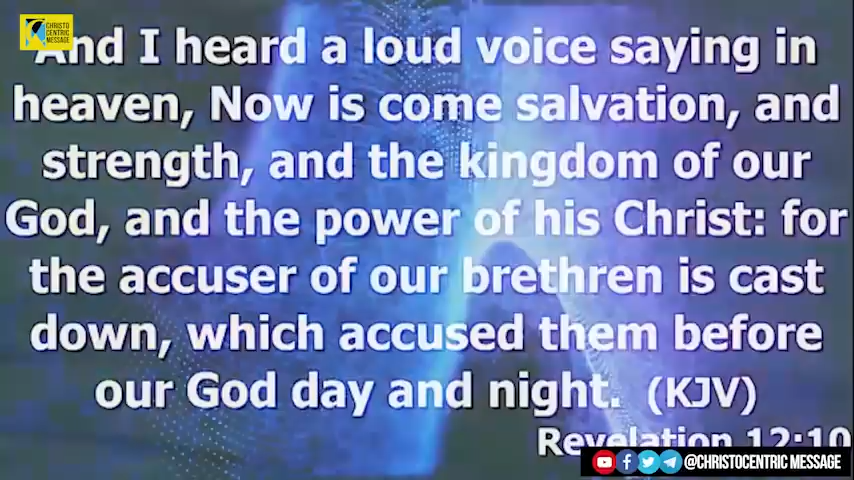 CHRISTO
CENTRIC
MESSAGE
And I heard a loud voice saying in
heaven, Now is come salvation, and
strength, and the kingdom of our
God, and the power of his Christ: for
the accuser of our brethren is cast
down, which accused them before
our God day and night. (KJV)
Revelation 12:10
@CHRISTOCENTRIC MESSAGE